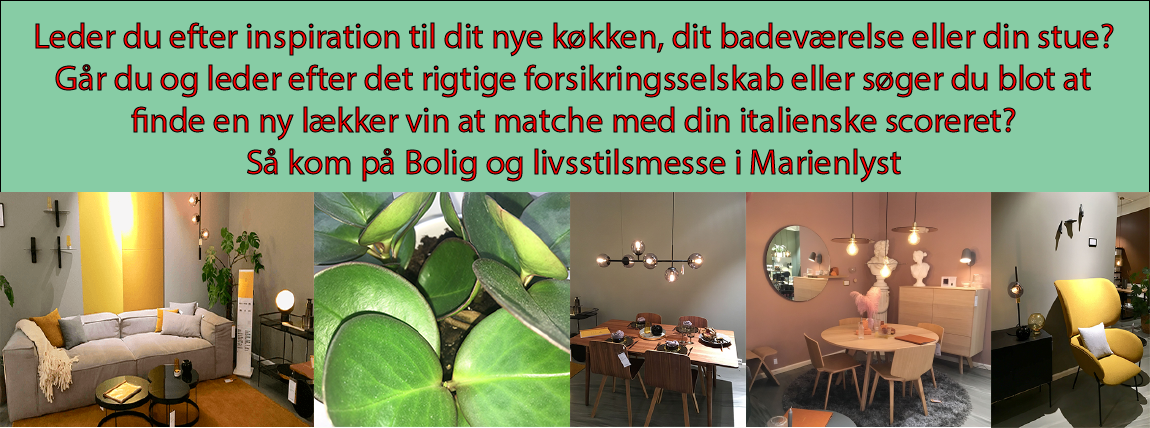 Leder du efter inspiration til dit nye køkken, dit badeværelse eller din stue?
Går du og leder efter det rigtige forsikringsselskab eller søger du blot at
finde en ny lækker vin at matche med din italienske scoreret?
Så kom på Bolig og livsstilsmesse i Marienlyst